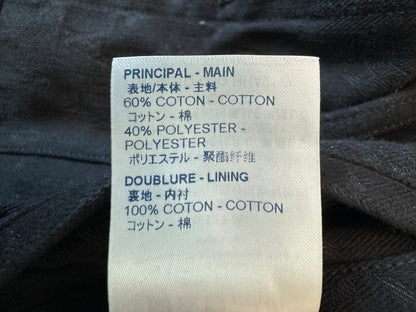 PRINCIPAL - MAIN
表地/本体 - 主料
60% COTON - COTTON
コットン - 棉
40% POLYESTER -
POLYESTER
ポリエステル - 聚酯纤维
DOUBLURE - LINING
裏地 - 内衬
100% COTON - COTTON
コットン - 棉